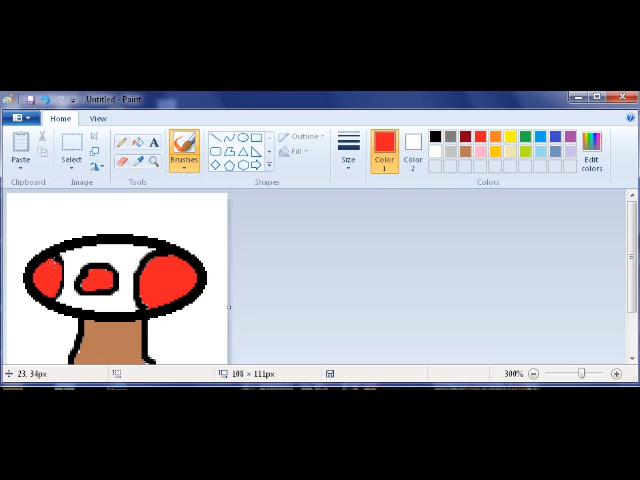 Untitled - Paint
Home View
Paste
Select
A
Brushes
Outline
Fill
Size
Color 1
Color 2
Edit colors
Clipboard Image Tools Shapes Colors
23, 34px
108 × 111px
300%